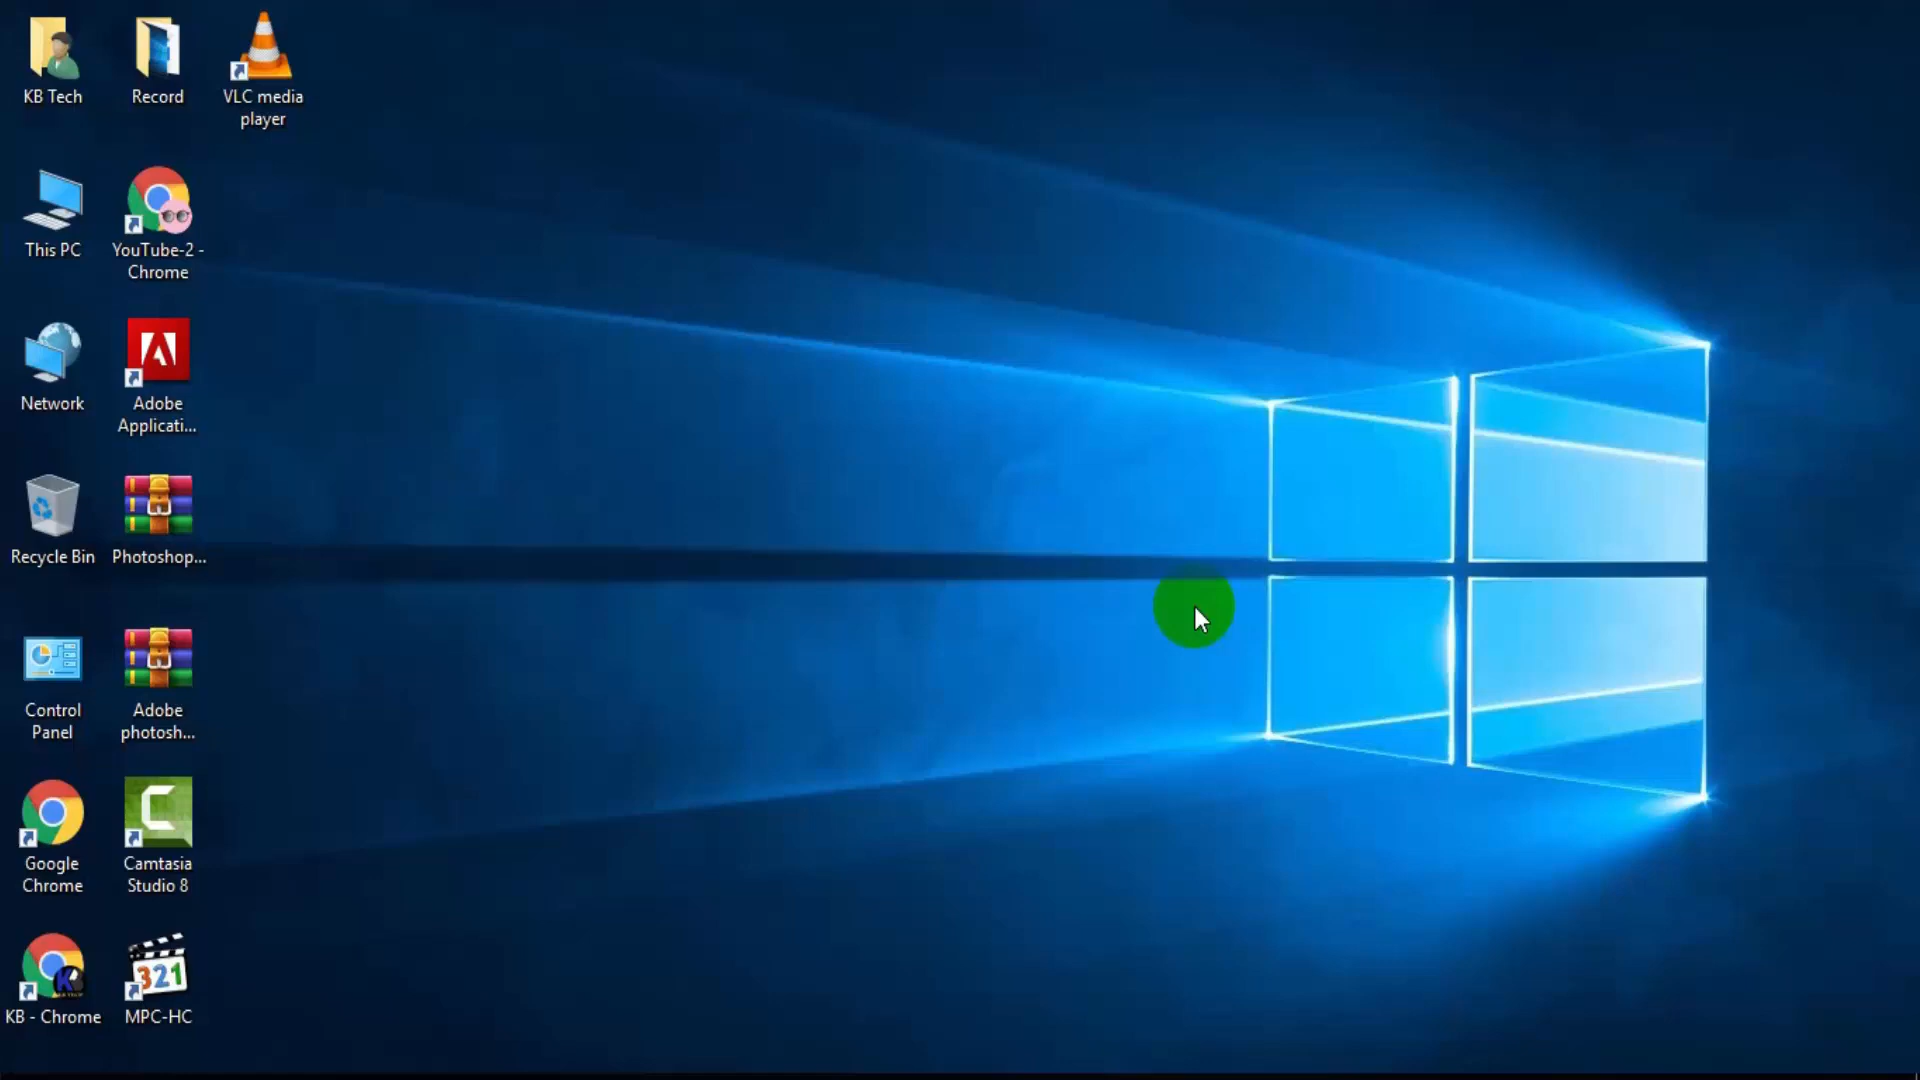 KB Tech
Record
VLC media
player
This PC
YouTube-2 -
Chrome
Network
Adobe
Applicati...
Recycle Bin
Photoshop...
Control
Panel
Adobe
photosh...
Google
Chrome
Camtasia
Studio 8
KB - Chrome
321
MPC-HC